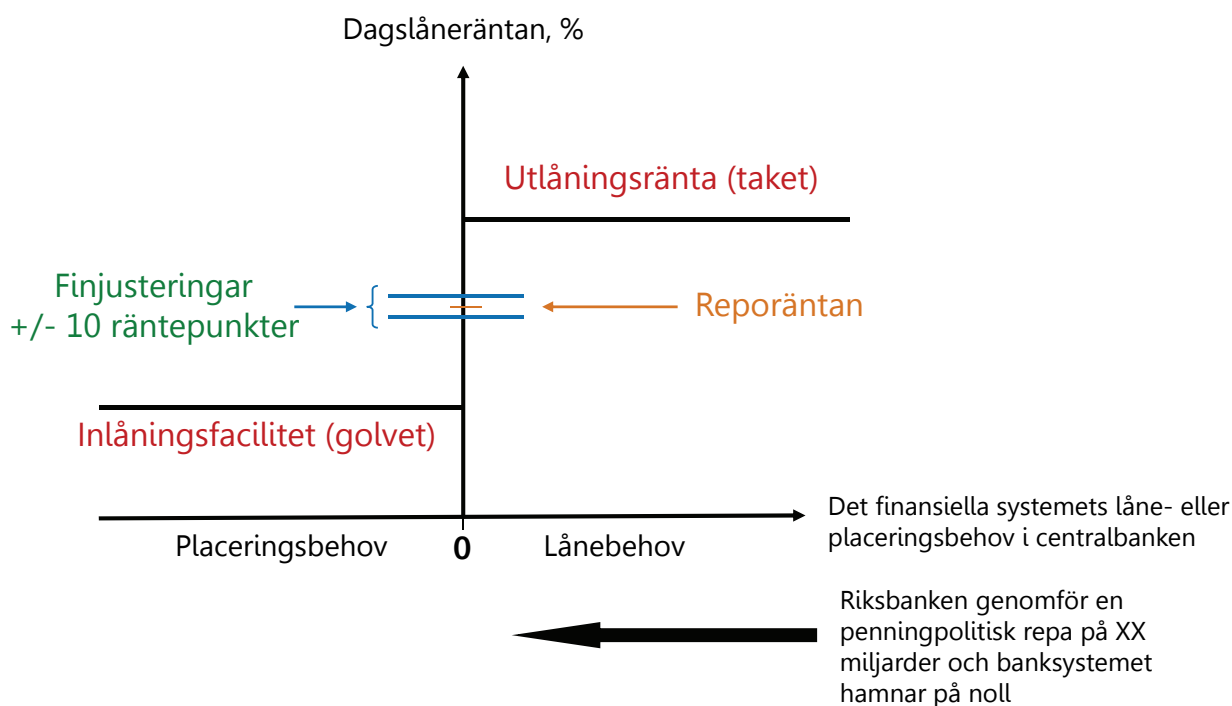 Dagslåneräntan, %
Utlåningsränta (taket)
Finjusteringar
+/- 10 räntepunkter
Reporäntan
Inlåningsfacilitet (golvet)
Placeringsbehov
0
Lånebehov
Det finansiella systemets låne- eller
placeringsbehov i centralbanken
Riksbanken genomför en
penningpolitisk repa på XX
miljarder och banksystemet
hamnar på noll